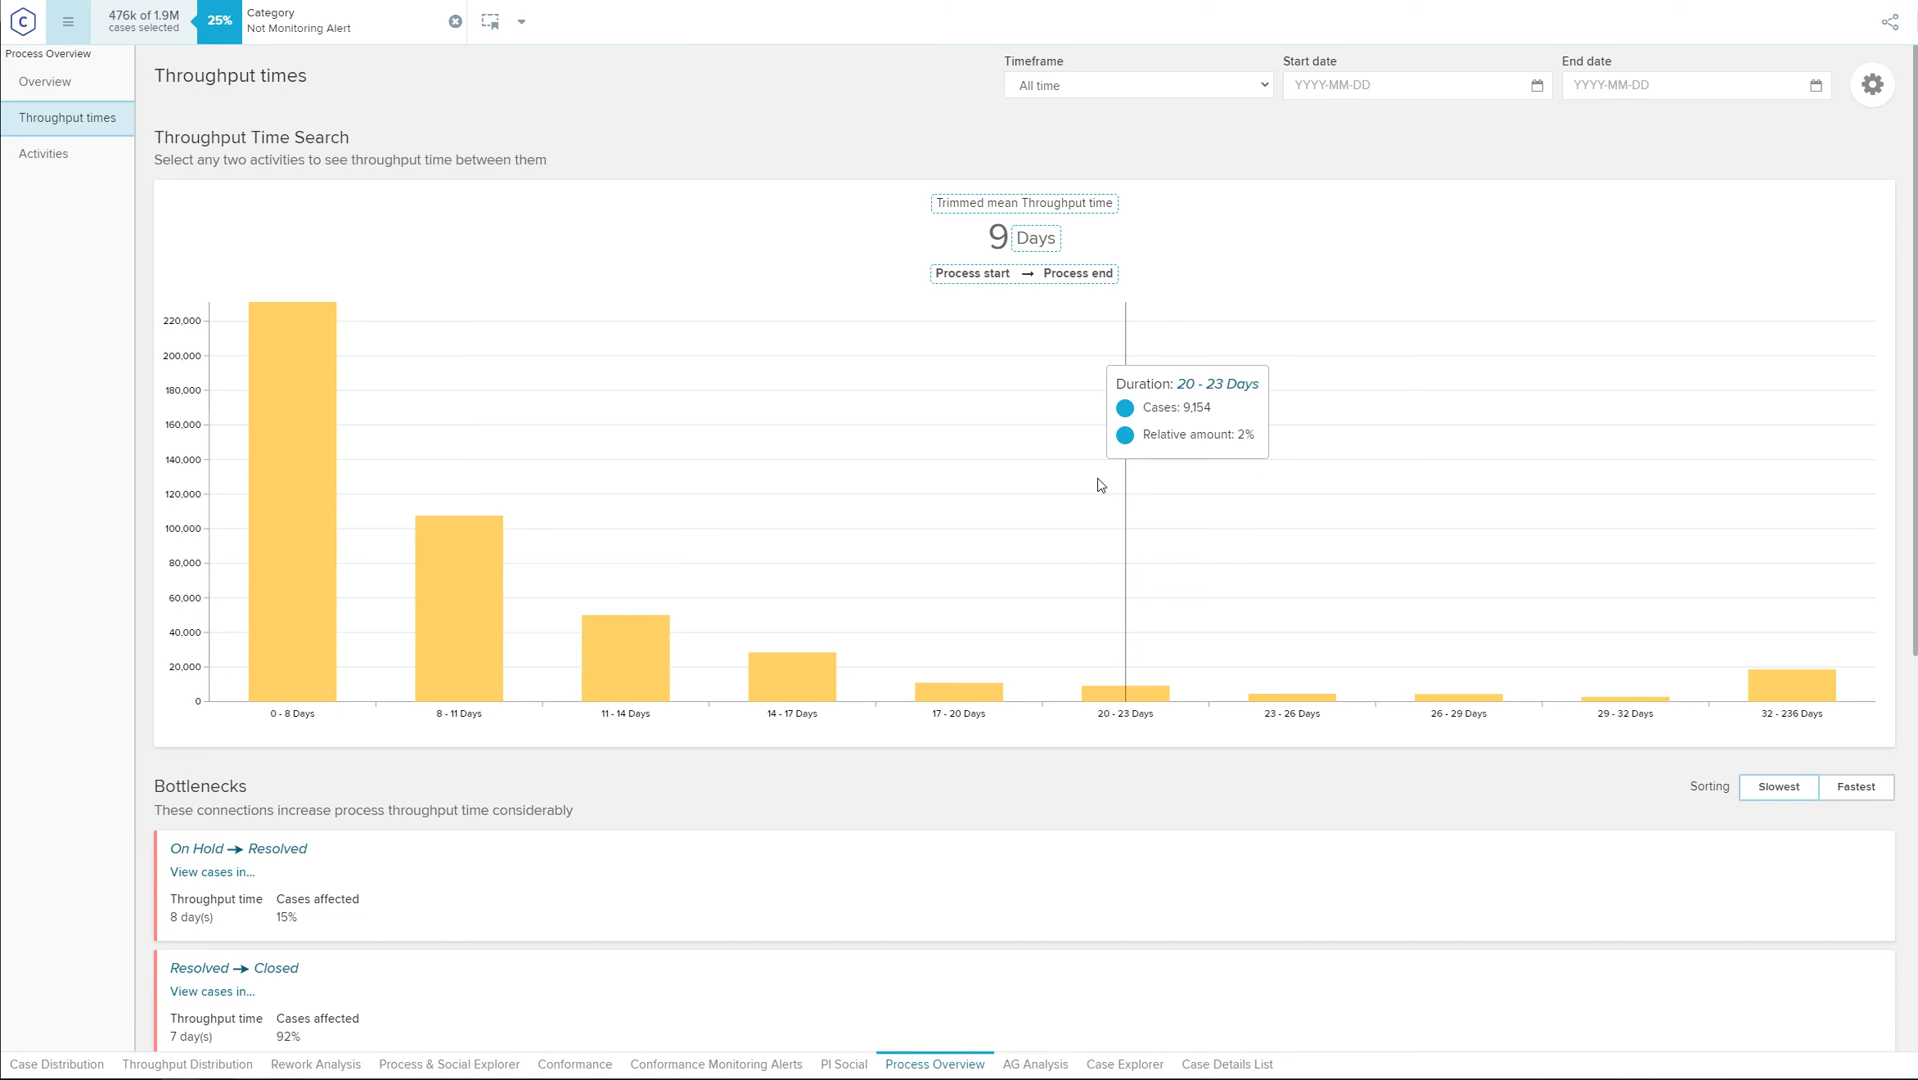 C
476k of 1.9M
cases selected
25%
Category
Not Monitoring Alert
Process Overview
Overview
Throughput times
Activities
Throughput times
Timeframe
All time
Start date
YYYY-MM-DD
End date
YYYY-MM-DD
Throughput Time Search
Select any two activities to see throughput time between them
Trimmed mean Throughput time
9 Days
Process start → Process end
220,000
200,000
180,000
160,000
140,000
120,000
100,000
80,000
60,000
40,000
20,000
0
Duration: 20 - 23 Days
Cases: 9,154
Relative amount: 2%
0 - 8 Days
8 - 11 Days
11 - 14 Days
14 - 17 Days
17 - 20 Days
20 - 23 Days
23 - 26 Days
26 - 29 Days
29 - 32 Days
32 - 236 Days
Bottlenecks
These connections increase process throughput time considerably
Sorting
Slowest
Fastest
On Hold → Resolved
View cases in...
Throughput time Cases affected
8 day(s) 15%
Resolved → Closed
View cases in...
Throughput time Cases affected
7 day(s) 92%
Case Distribution
Throughput Distribution
Rework Analysis
Process & Social Explorer
Conformance
Conformance Monitoring Alerts
PI Social
Process Overview
AG Analysis
Case Explorer
Case Details List